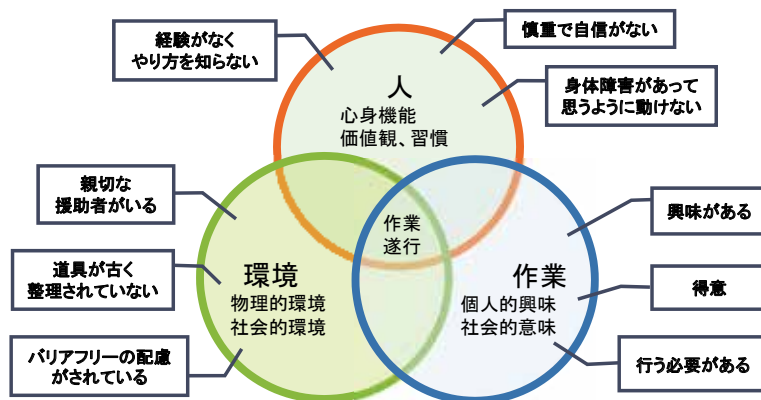 経験がなく
やり方を知らない
慎重で自信がない
身体障害があって
思うように動けない
人
心身機能
価値観、習慣
親切な
援助者がいる
道具が古く
整理されていない
バリアフリーの配慮
がされている
環境
物理的環境
社会的環境
作業
遂行
作業
個人的興味
社会的意味
興味がある
得意
行う必要がある